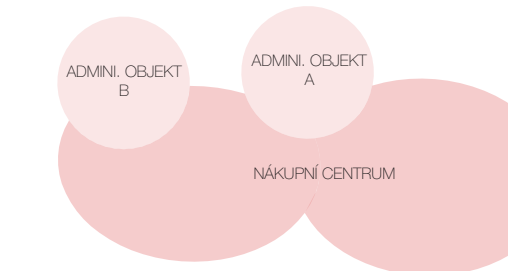 ADMINI. OBJEKT
B
ADMINI. OBJEKT
A
NÁKUPNÍ CENTRUM